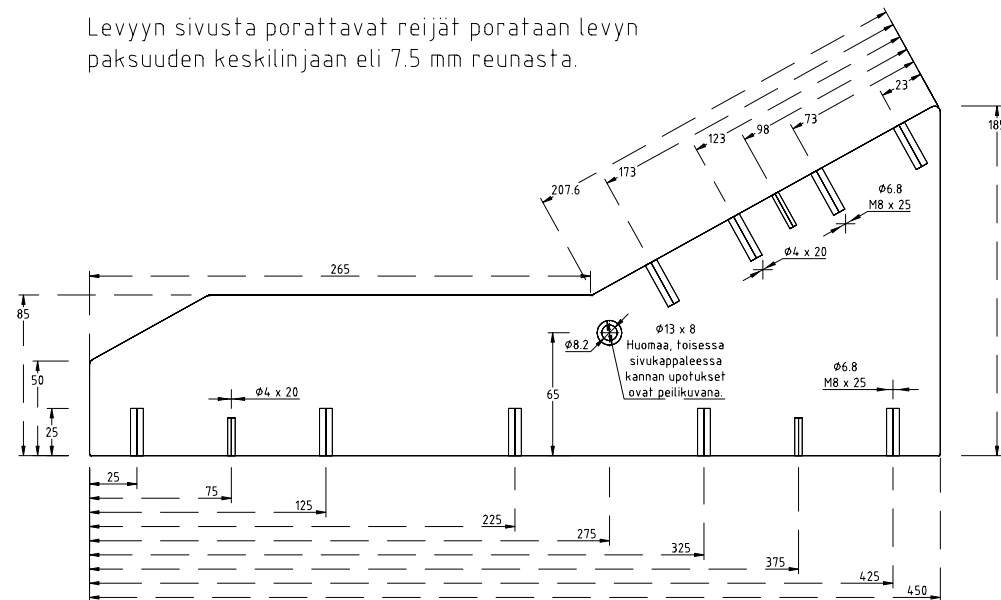 Levyyn sivusta porattavat reijät porataan levyn
paksuuden keskilinjaan eli 7.5 mm reunasta.
23
73
98
123
173
207.6
185
Ø6.8
M8 x 25
Ø4 x 20
265
85
50
25
Ø13 x 8
Huomaa, toisessa
sivukappaleessa
kannan upotukset
ovat peilikuvana.
Ø8.2
65
Ø6.8
M8 x 25
Ø4 x 20
25
75
125
225
275
325
375
425
450